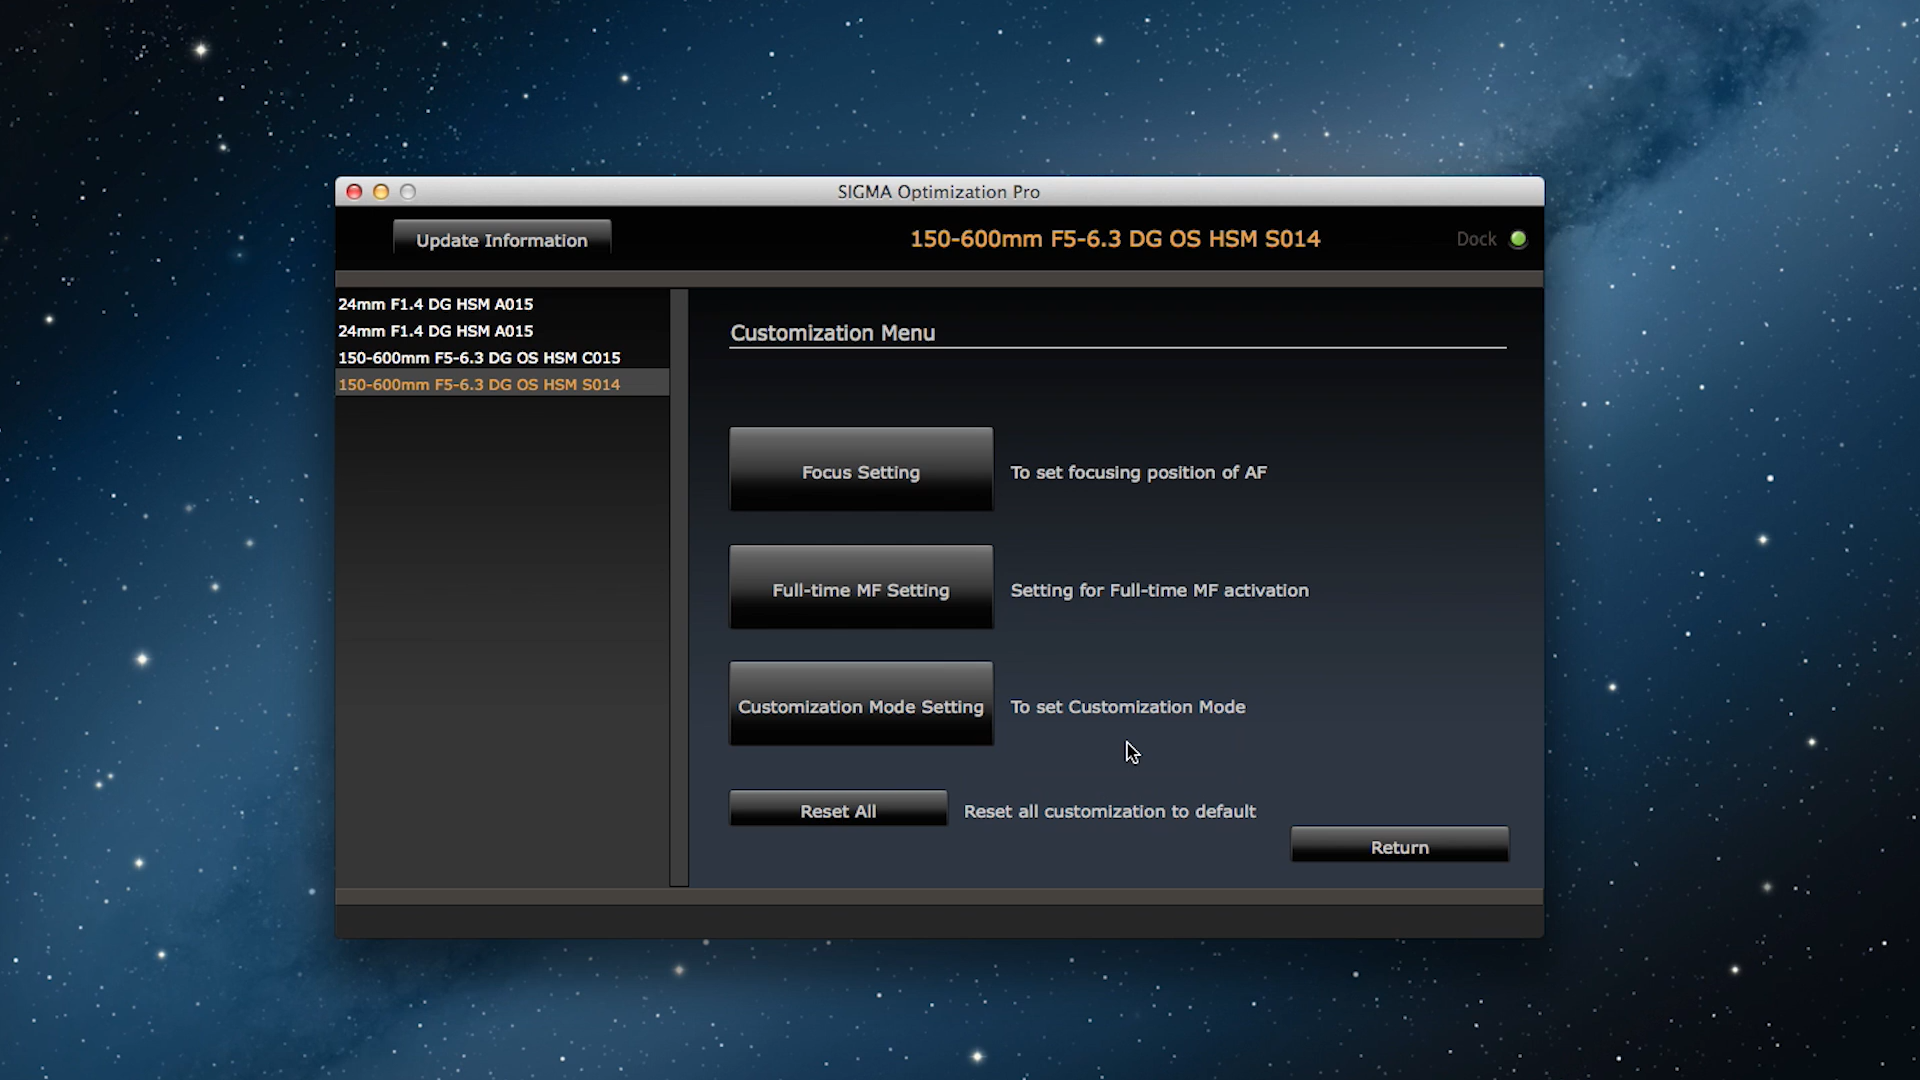 SIGMA Optimization Pro
Update Information
150-600mm F5-6.3 DG OS HSM S014
Dock
24mm F1.4 DG HSM A015
24mm F1.4 DG HSM A015
150-600mm F5-6.3 DG OS HSM C015
150-600mm F5-6.3 DG OS HSM S014
Customization Menu
Focus Setting
To set focusing position of AF
Full-time MF Setting
Setting for Full-time MF activation
Customization Mode Setting
To set Customization Mode
Reset All
Reset all customization to default
Return